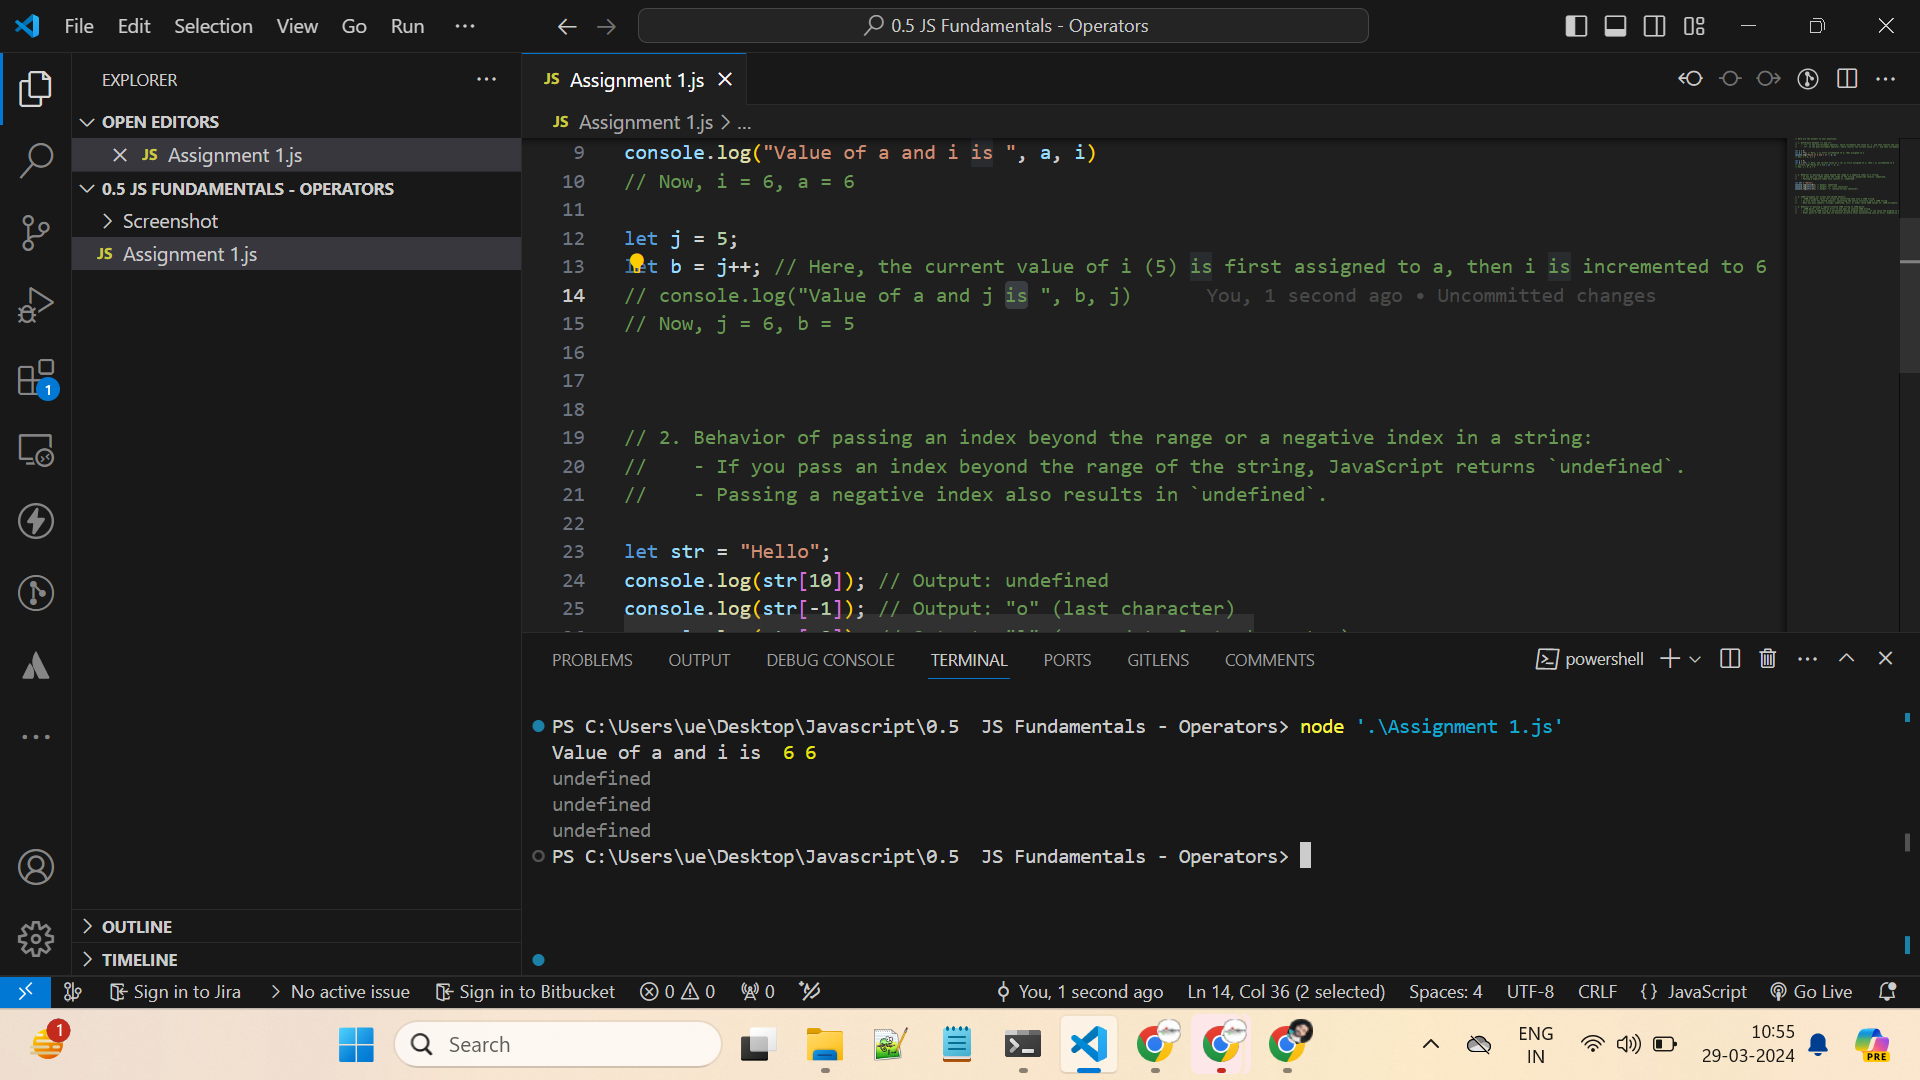 File Edit Selection View Go Run ...
0.5 JS Fundamentals - Operators
EXPLORER
OPEN EDITORS
JS Assignment 1.js
0.5 JS FUNDAMENTALS - OPERATORS
Screenshot
JS Assignment 1.js
OUTLINE
TIMELINE
1
JS Assignment 1.js
JS Assignment 1.js > ...
9 console.log("Value of a and i is ", a, i)
10 // Now, i = 6, a = 6
11
12 let j = 5;
13 let b = j++; // Here, the current value of i (5) is first assigned to a, then i is incremented to 6
14 // console.log("Value of a and j is ", b, j) You, 1 second ago • Uncommitted changes
15 // Now, j = 6, b = 5
16
17
18
19 // 2. Behavior of passing an index beyond the range or a negative index in a string:
20 // - If you pass an index beyond the range of the string, JavaScript returns `undefined`.
21 // - Passing a negative index also results in `undefined`.
22
23 let str = "Hello";
24 console.log(str[10]); // Output: undefined
25 console.log(str[-1]); // Output: "o" (last character)
PROBLEMS OUTPUT DEBUG CONSOLE TERMINAL PORTS GITLENS COMMENTS
powershell
PS C:\Users\ue\Desktop\Javascript\0.5  JS Fundamentals - Operators> node '.\Assignment 1.js'
Value of a and i is  6 6
undefined
undefined
undefined
PS C:\Users\ue\Desktop\Javascript\0.5  JS Fundamentals - Operators>
Sign in to Jira > No active issue Sign in to Bitbucket 0 0 0 You, 1 second ago Ln 14, Col 36 (2 selected) Spaces: 4 UTF-8 CRLF {} JavaScript Go Live
1
Search
ENG
IN
10:55
29-03-2024
PRE